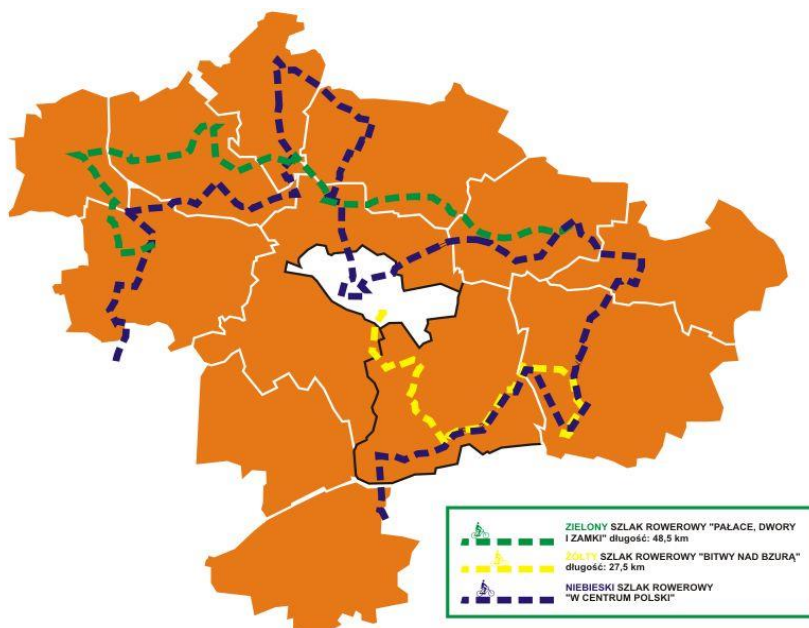 ZIELONY SZLAK ROWEROWY "PAŁACE, DWORY
I ZAMKI" długość: 48,5 km
ŻÓŁTY SZLAK ROWEROWY "BITWY NAD BZURĄ"
długość: 27,5 km
NIEBIESKI SZLAK ROWEROWY
"W CENTRUM POLSKI"